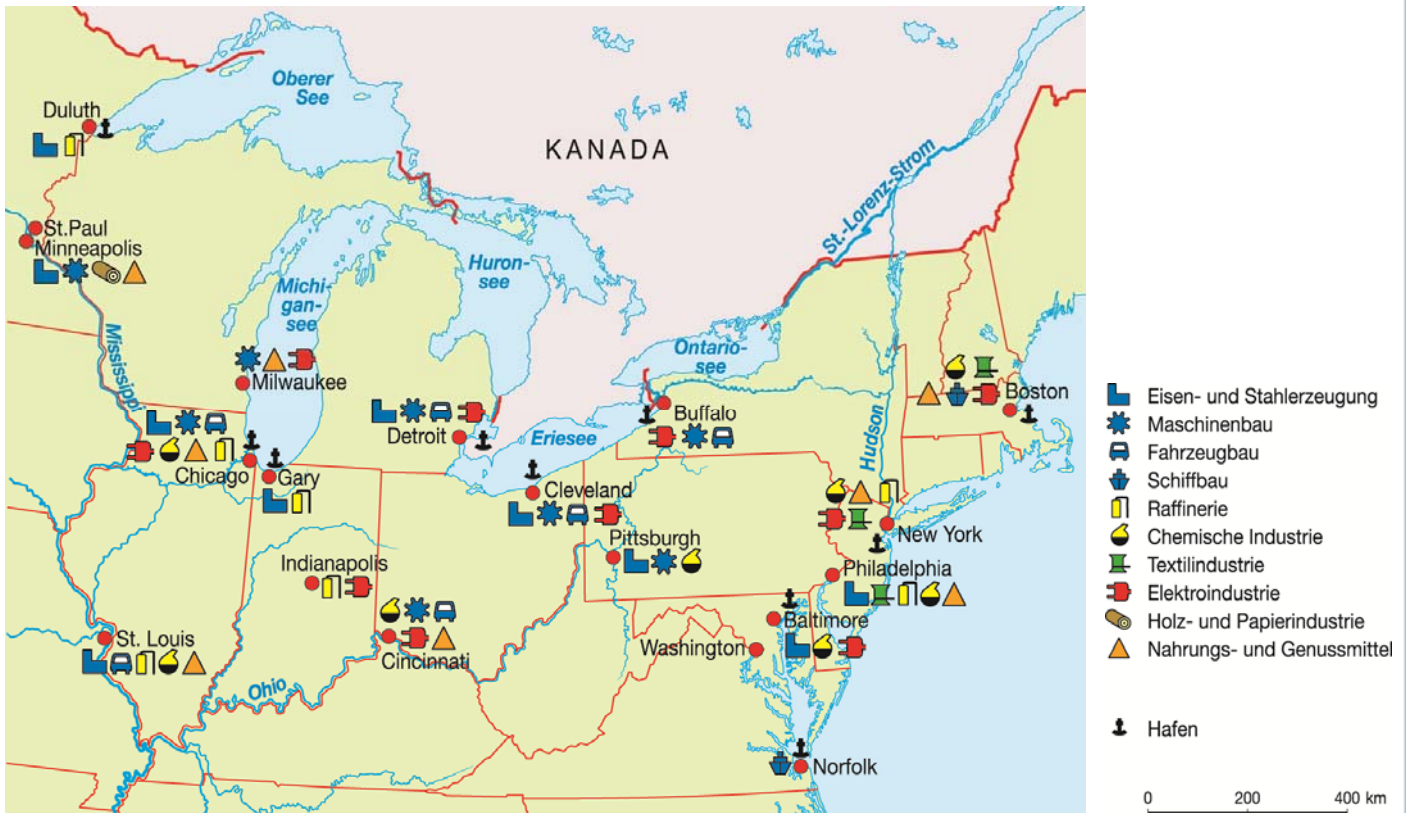 Oberer
See
Duluth
KANADA
St.-Lorenz-Strom
St.Paul
Minneapolis
Huron-
see
Michi-
gan-
see
Mississippi
Ontario-
see
Milwaukee
Hudson
Boston
Buffalo
Detroit
Eriesee
Chicago
Gary
Cleveland
New York
Pittsburgh
Indianapolis
Philadelphia
Baltimore
St. Louis
Cincinnati
Washington
Ohio
Norfolk
Eisen- und Stahlerzeugung
Maschinenbau
Fahrzeugbau
Schiffbau
Raffinerie
Chemische Industrie
Textilindustrie
Elektroindustrie
Holz- und Papierindustrie
Nahrungs- und Genussmittel
Hafen
0 200 400 km